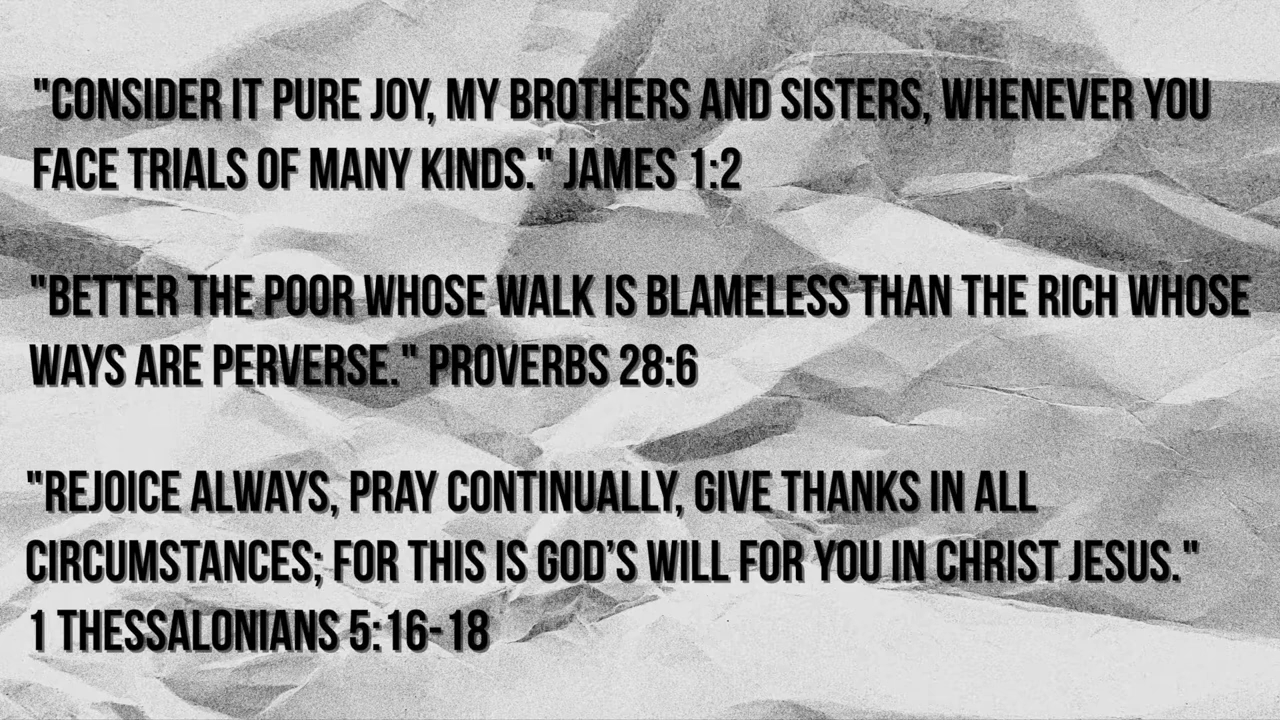 "CONSIDER IT PURE JOY, MY BROTHERS AND SISTERS, WHENEVER YOU
FACE TRIALS OF MANY KINDS." JAMES 1:2
"BETTER THE POOR WHOSE WALK IS BLAMELESS THAN THE RICH WHOSE
WAYS ARE PERVERSE." PROVERBS 28:6
"REJOICE ALWAYS, PRAY CONTINUALLY, GIVE THANKS IN ALL
CIRCUMSTANCES; FOR THIS IS GOD’S WILL FOR YOU IN CHRIST JESUS."
1 THESSALONIANS 5:16-18